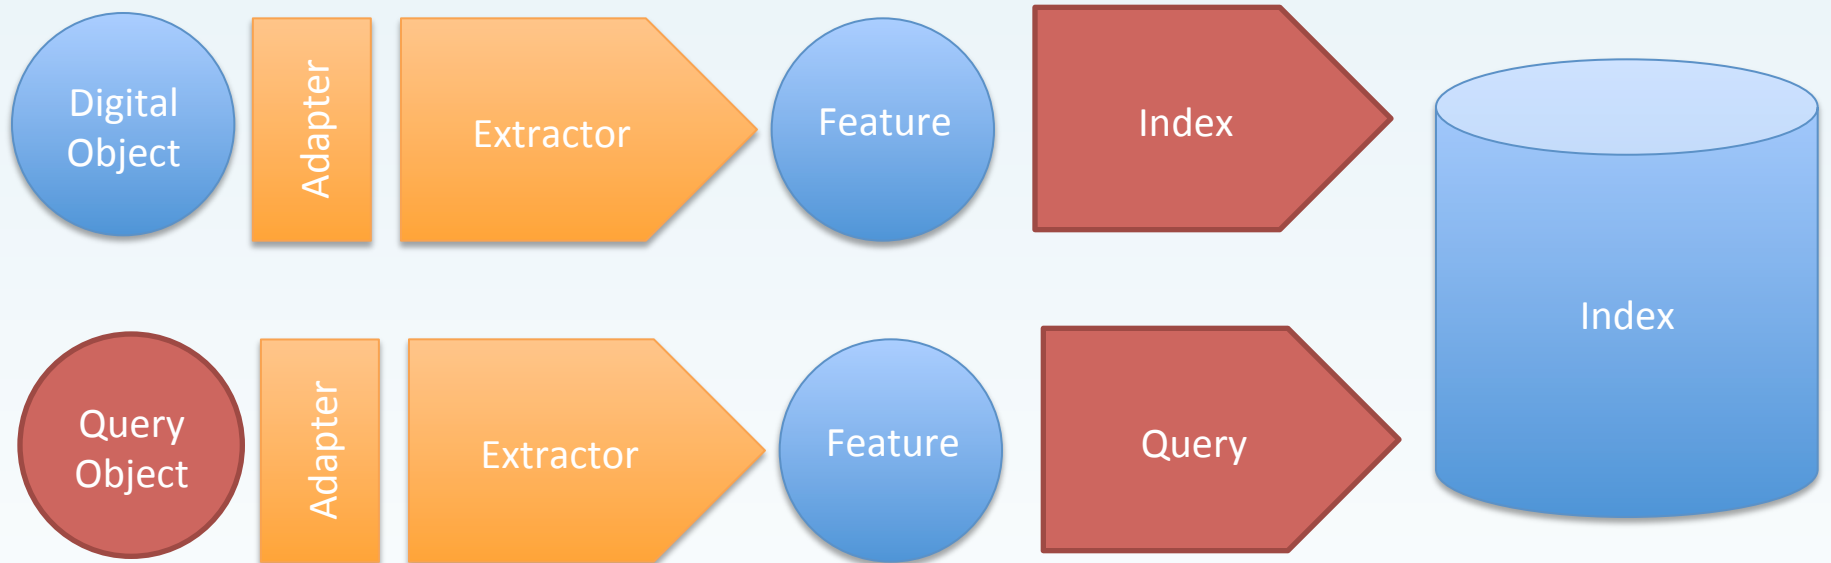 Digital
Object
Adapter
Extractor
Feature
Index
Index
Query
Object
Adapter
Extractor
Feature
Query